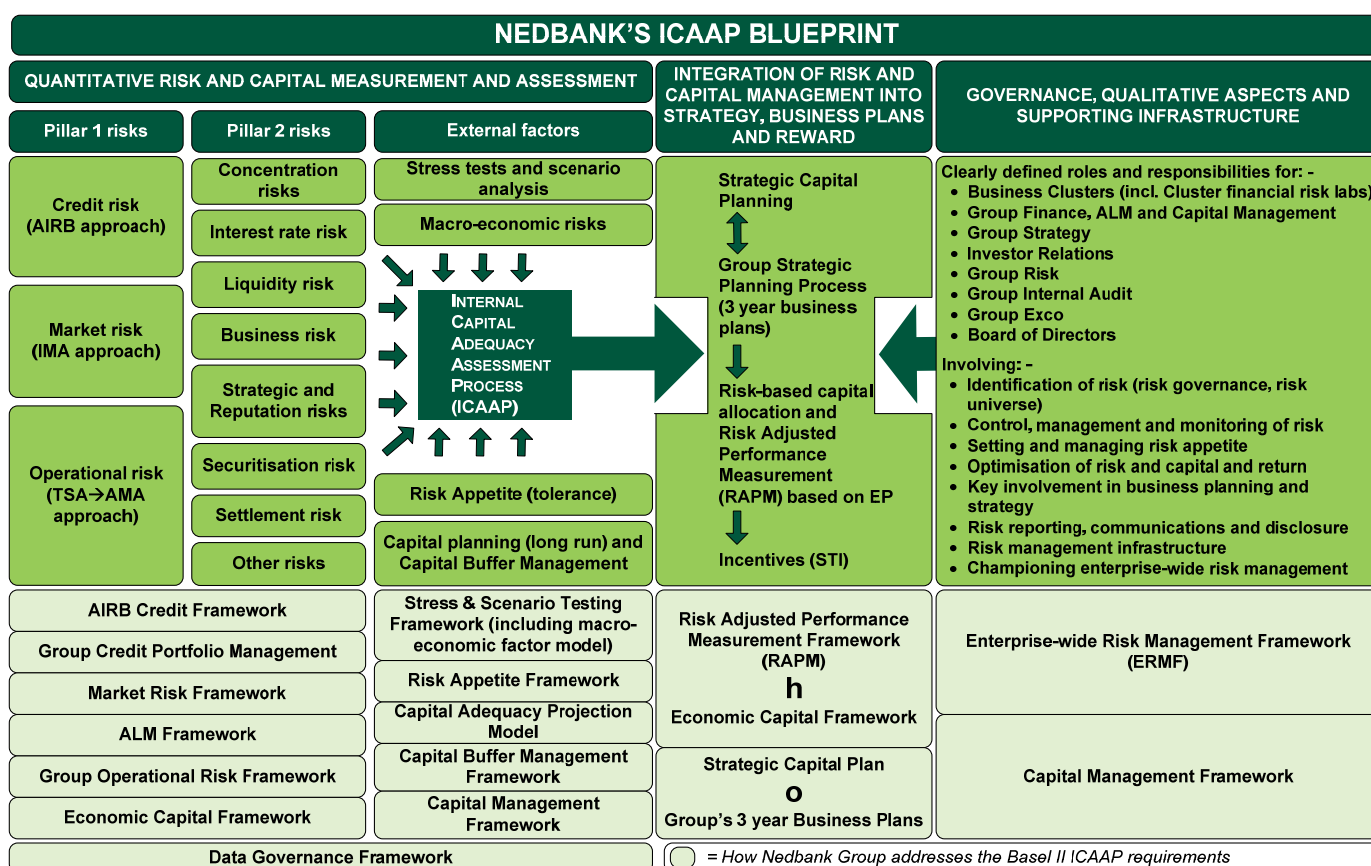 NEDBANK'S ICAAP BLUEPRINT
QUANTITATIVE RISK AND CAPITAL MEASUREMENT AND ASSESSMENT
INTEGRATION OF RISK AND
CAPITAL MANAGEMENT INTO
STRATEGY, BUSINESS PLANS
AND REWARD
GOVERNANCE, QUALITATIVE ASPECTS AND
SUPPORTING INFRASTRUCTURE
Pillar 1 risks
Pillar 2 risks
External factors
Credit risk
(AIRB approach)
Market risk
(IMA approach)
Operational risk
(TSA→AMA
approach)
Concentration
risks
Interest rate risk
Liquidity risk
Business risk
Strategic and
Reputation risks
Securitisation risk
Settlement risk
Other risks
Stress tests and scenario
analysis
Macro-economic risks
INTERNAL
CAPITAL
ADEQUACY
ASSESSMENT
PROCESS
(ICAAP)
Risk Appetite (tolerance)
Capital planning (long run) and
Capital Buffer Management
Strategic Capital
Planning
Group Strategic
Planning Process
(3 year business
plans)
Risk-based capital
allocation and
Risk Adjusted
Performance
Measurement
(RAPM) based on EP
Incentives (STI)
Clearly defined roles and responsibilities for: -
• Business Clusters (incl. Cluster financial risk labs)
• Group Finance, ALM and Capital Management
• Group Strategy
• Investor Relations
• Group Risk
• Group Internal Audit
• Group Exco
• Board of Directors
Involving: -
• Identification of risk (risk governance, risk
universe)
• Control, management and monitoring of risk
• Setting and managing risk appetite
• Optimisation of risk and capital and return
• Key involvement in business planning and
strategy
• Risk reporting, communications and disclosure
• Risk management infrastructure
• Championing enterprise-wide risk management
AIRB Credit Framework
Group Credit Portfolio Management
Market Risk Framework
ALM Framework
Group Operational Risk Framework
Economic Capital Framework
Stress & Scenario Testing
Framework (including macro-
economic factor model)
Risk Appetite Framework
Capital Adequacy Projection
Model
Capital Buffer Management
Framework
Capital Management
Framework
Risk Adjusted Performance
Measurement Framework
(RAPM)
h
Economic Capital Framework
Strategic Capital Plan
o
Group's 3 year Business Plans
Enterprise-wide Risk Management Framework
(ERMF)
Capital Management Framework
Data Governance Framework
= How Nedbank Group addresses the Basel II ICAAP requirements